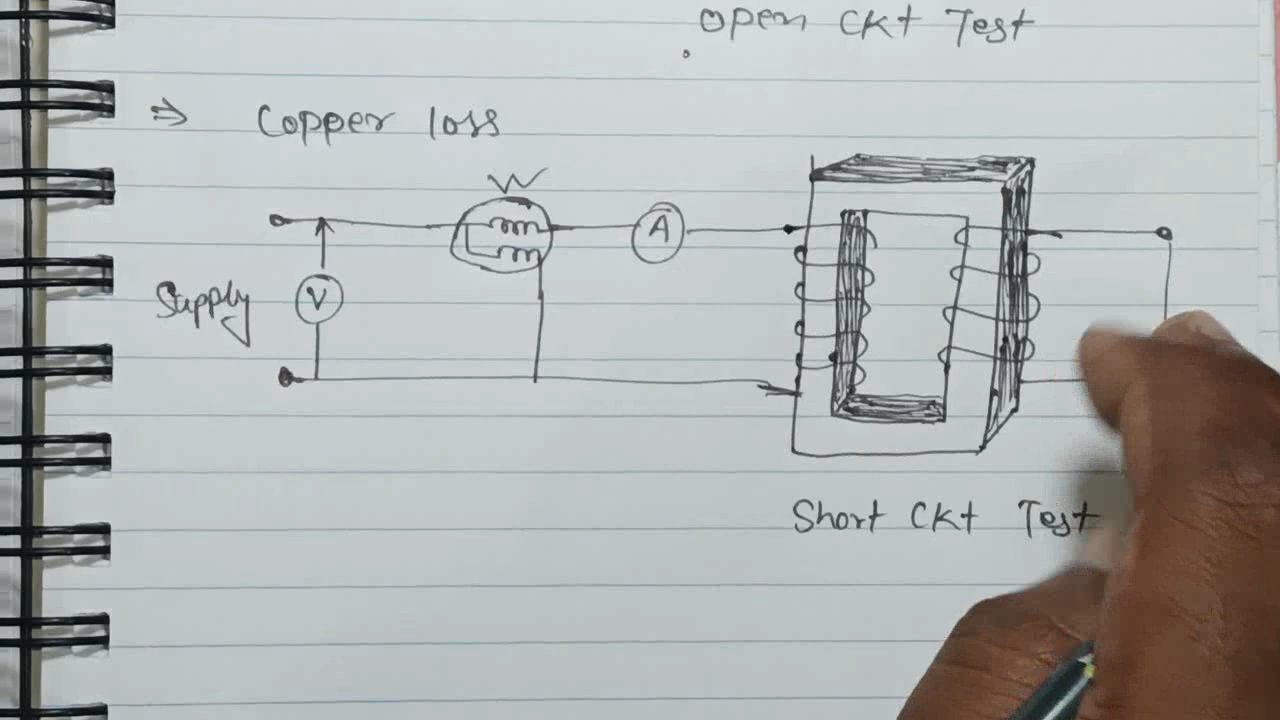 Open Ckt Test
⇒ Copper loss
W
A
Supply
V
Short Ckt Test